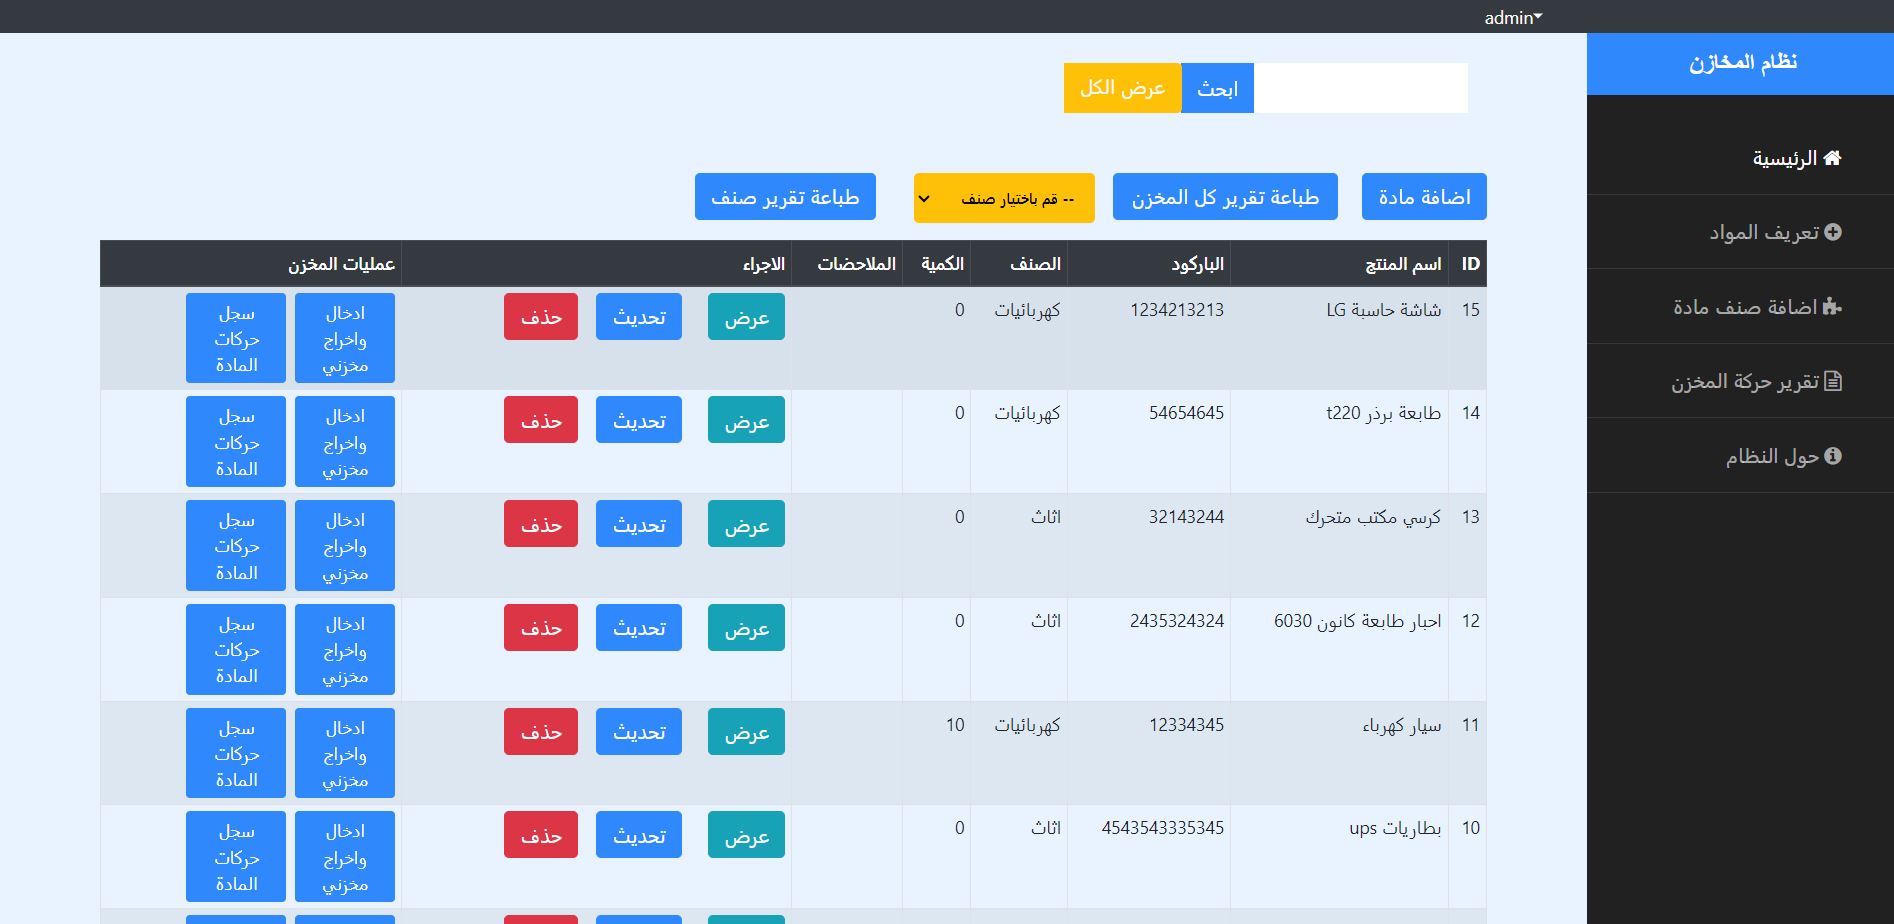 admin
نظام المخازن
الرئيسية
تعريف المواد
اضافة صنف مادة
تقرير حركة المخزن
حول النظام
ابحث عرض الكل
اضافة مادة طباعة تقرير كل المخزن -- قم باختيار صنف طباعة تقرير صنف
ID اسم المنتج الباركود الصنف الكمية الملاحضات الاجراء عمليات المخزن
15 شاشة حاسبة LG 1234213213 كهربائيات 0 عرض تحديث حذف
ادخال
واخراج
مخزني
سجل
حركات
المادة
14 طابعة برذر t220 54654645 كهربائيات 0 عرض تحديث حذف
ادخال
واخراج
مخزني
سجل
حركات
المادة
13 كرسي مكتب متحرك 32143244 اثاث 0 عرض تحديث حذف
ادخال
واخراج
مخزني
سجل
حركات
المادة
12 احبار طابعة كانون 6030 2435324324 اثاث 0 عرض تحديث حذف
ادخال
واخراج
مخزني
سجل
حركات
المادة
11 سيار كهرباء 12334345 كهربائيات 10 عرض تحديث حذف
ادخال
واخراج
مخزني
سجل
حركات
المادة
10 بطاريات ups 4543543335345 اثاث 0 عرض تحديث حذف
ادخال
واخراج
مخزني
سجل
حركات
المادة